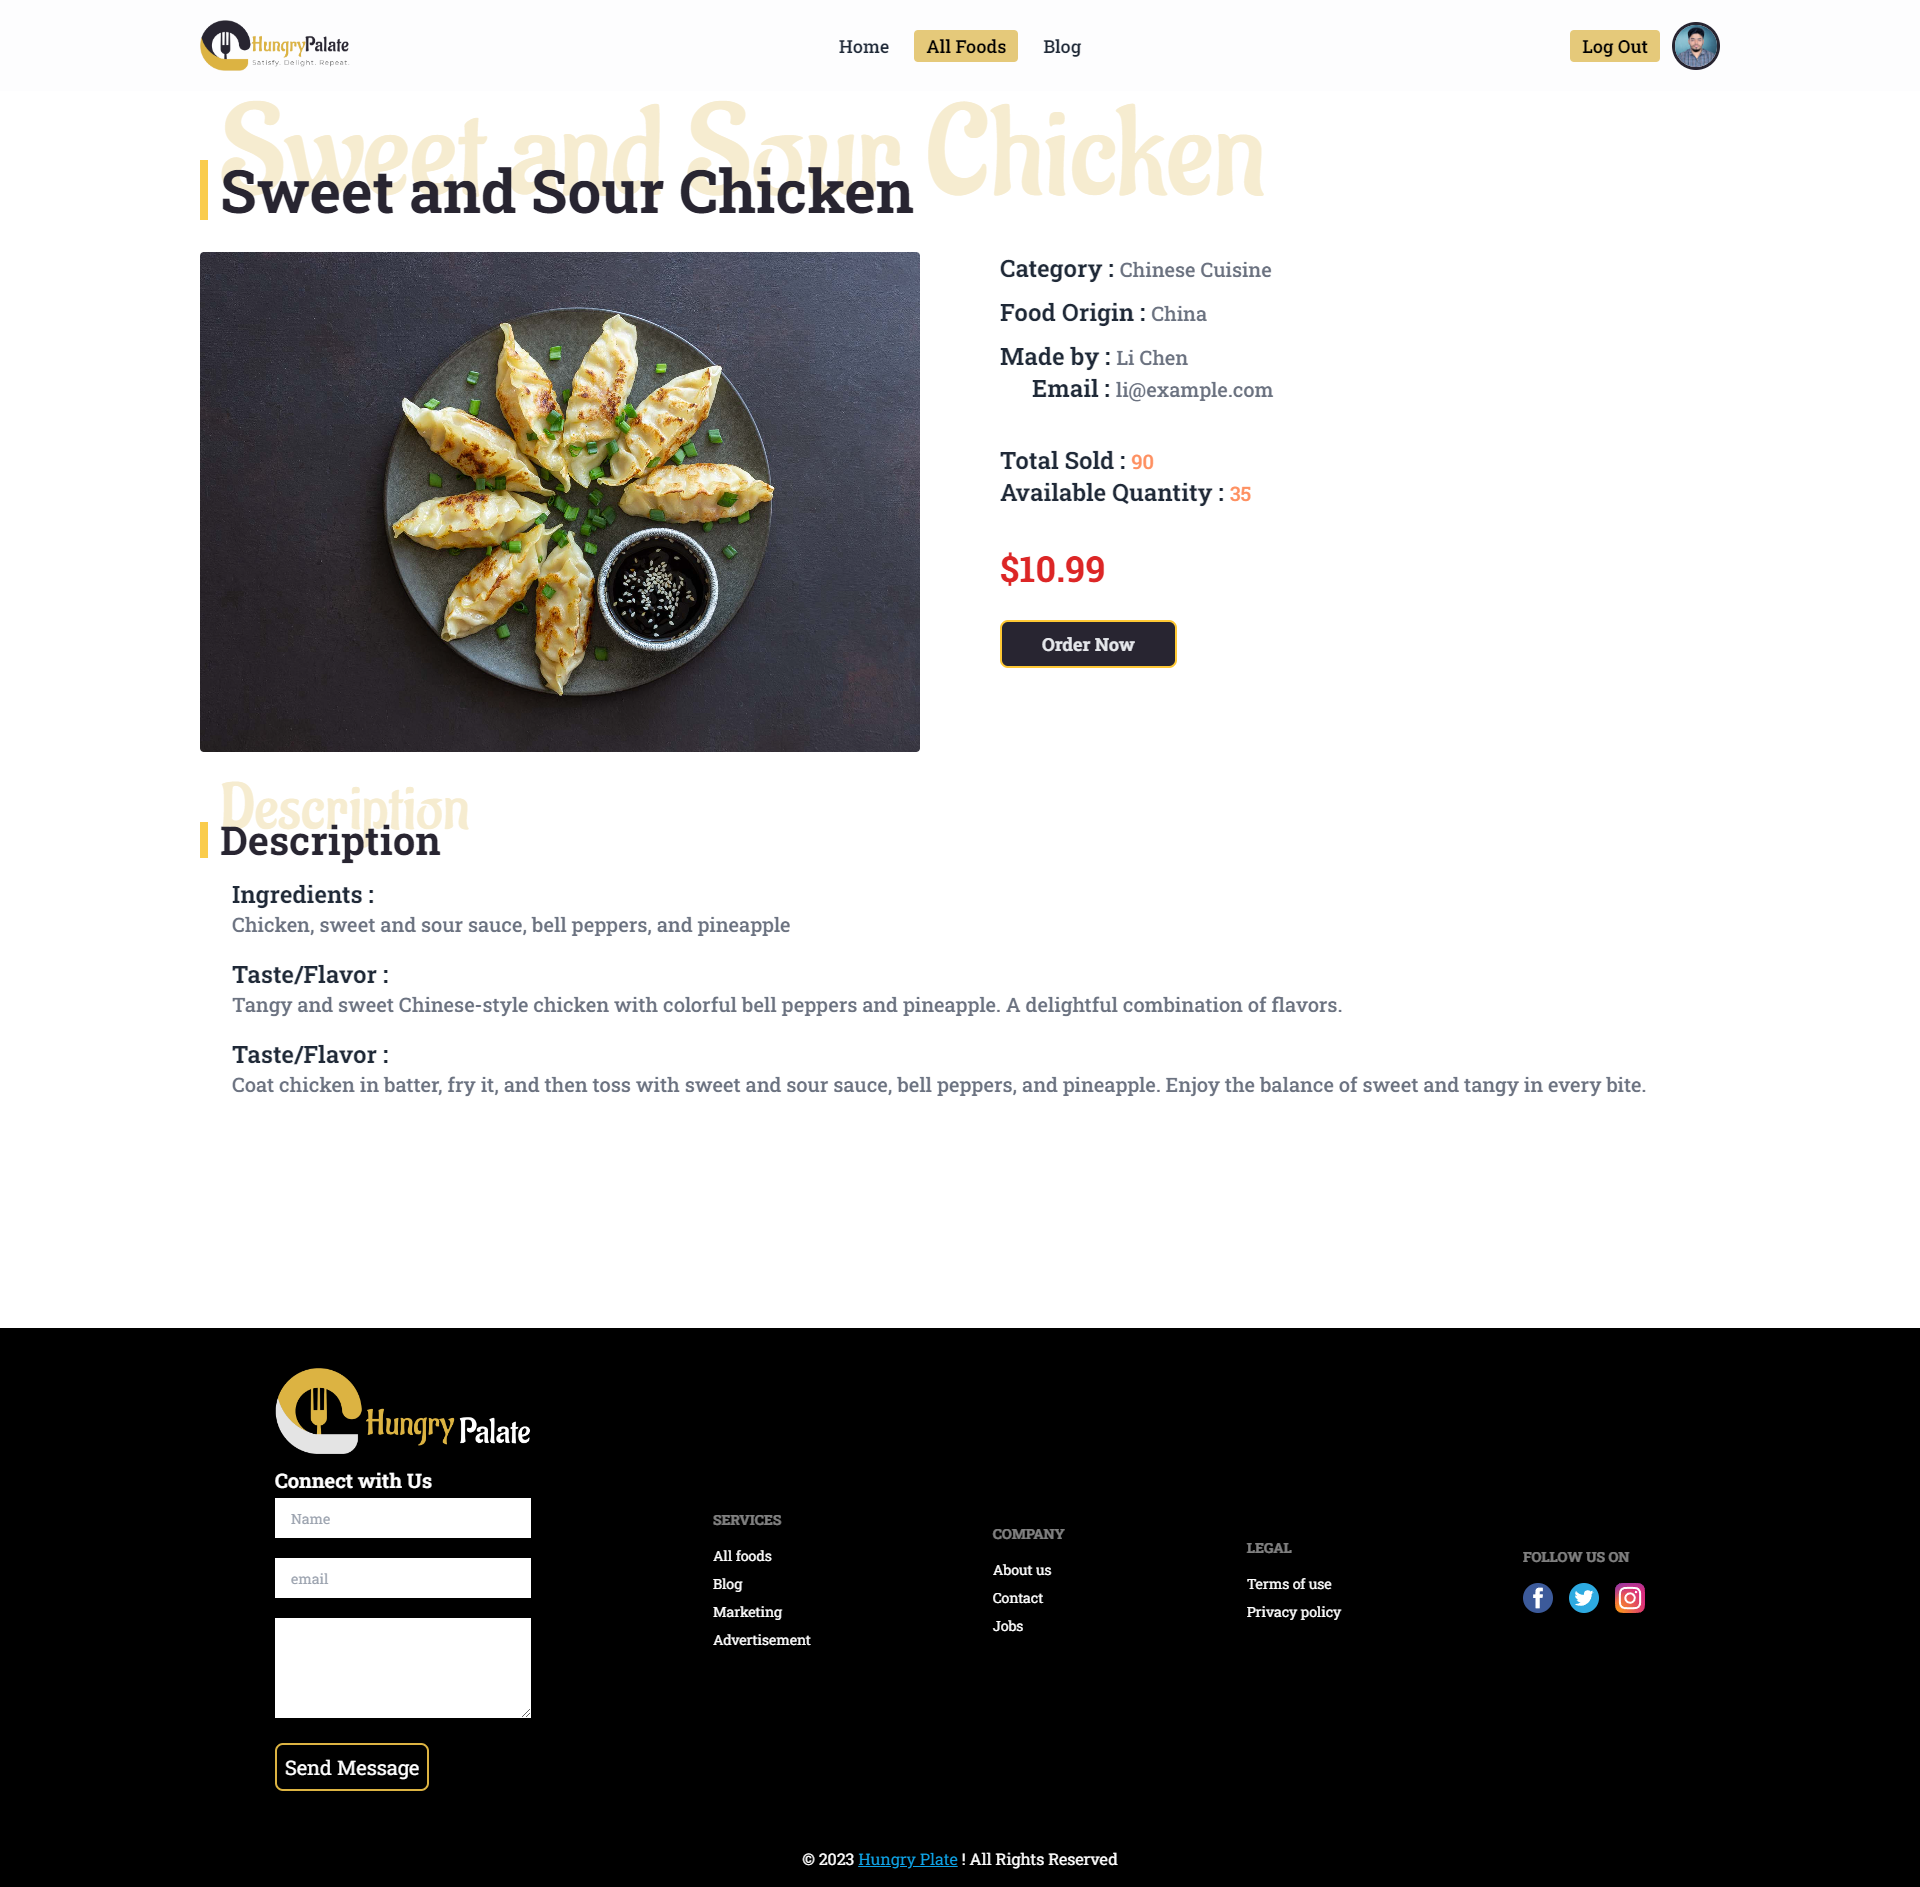 HungryPalate
Satisfy. Delight. Repeat.
Home
All Foods
Blog
Log Out
Sweet and Sour Chicken
Sweet and Sour Chicken
Category : Chinese Cuisine
Food Origin : China
Made by : Li Chen
Email : li@example.com
Total Sold : 90
Available Quantity : 35
$10.99
Order Now
Description
Description
Ingredients :
Chicken, sweet and sour sauce, bell peppers, and pineapple
Taste/Flavor :
Tangy and sweet Chinese-style chicken with colorful bell peppers and pineapple. A delightful combination of flavors.
Taste/Flavor :
Coat chicken in batter, fry it, and then toss with sweet and sour sauce, bell peppers, and pineapple. Enjoy the balance of sweet and tangy in every bite.
Hungry Palate
Connect with Us
Name
email
Send Message
SERVICES
All foods
Blog
Marketing
Advertisement
COMPANY
About us
Contact
Jobs
LEGAL
Terms of use
Privacy policy
FOLLOW US ON
© 2023 Hungry Plate ! All Rights Reserved